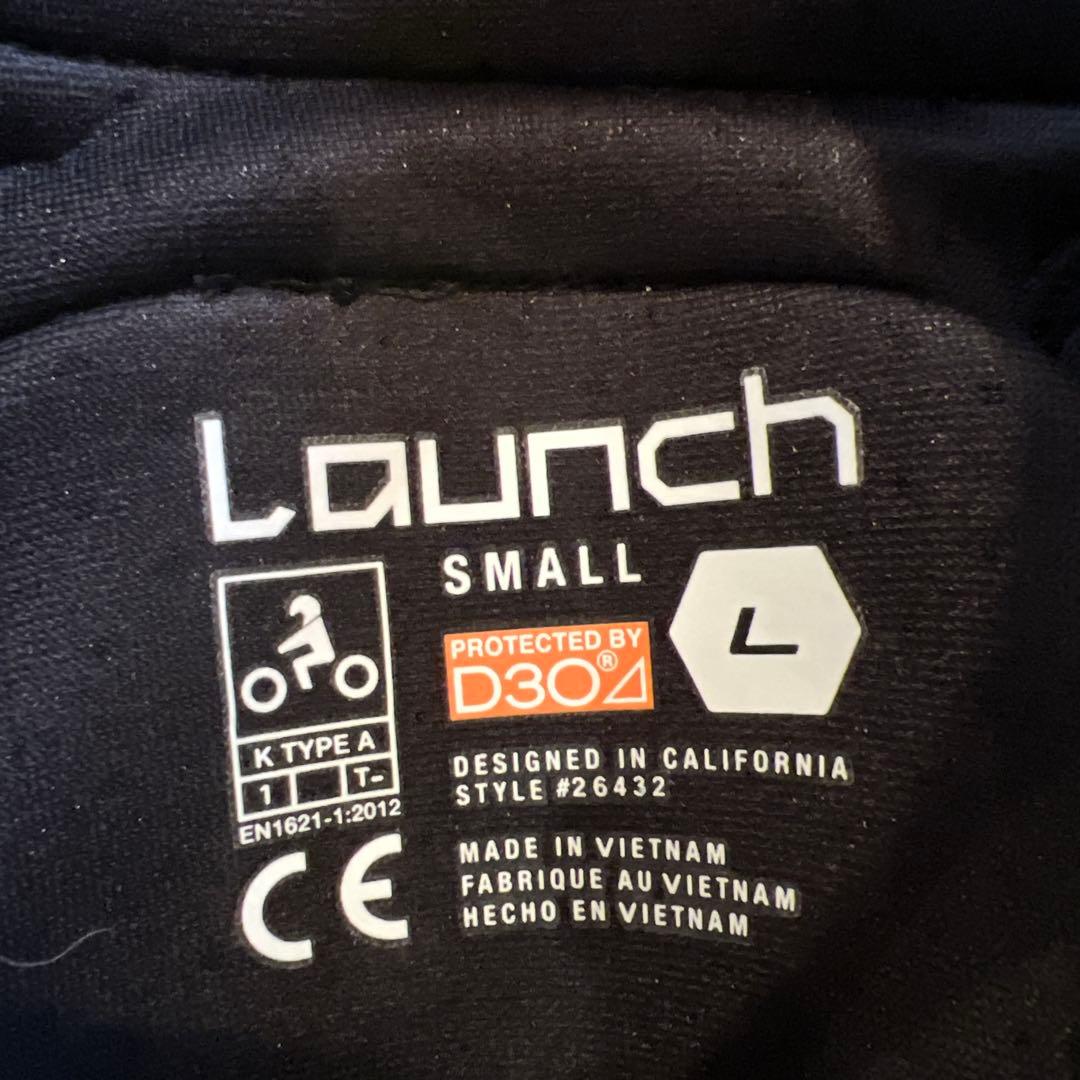 Launch
SMALL
L
PROTECTED BY
D3O®
K TYPE A
1 T-
EN1621-1:2012
CE
DESIGNED IN CALIFORNIA
STYLE #26432
MADE IN VIETNAM
FABRIQUE AU VIETNAM
HECHO EN VIETNAM